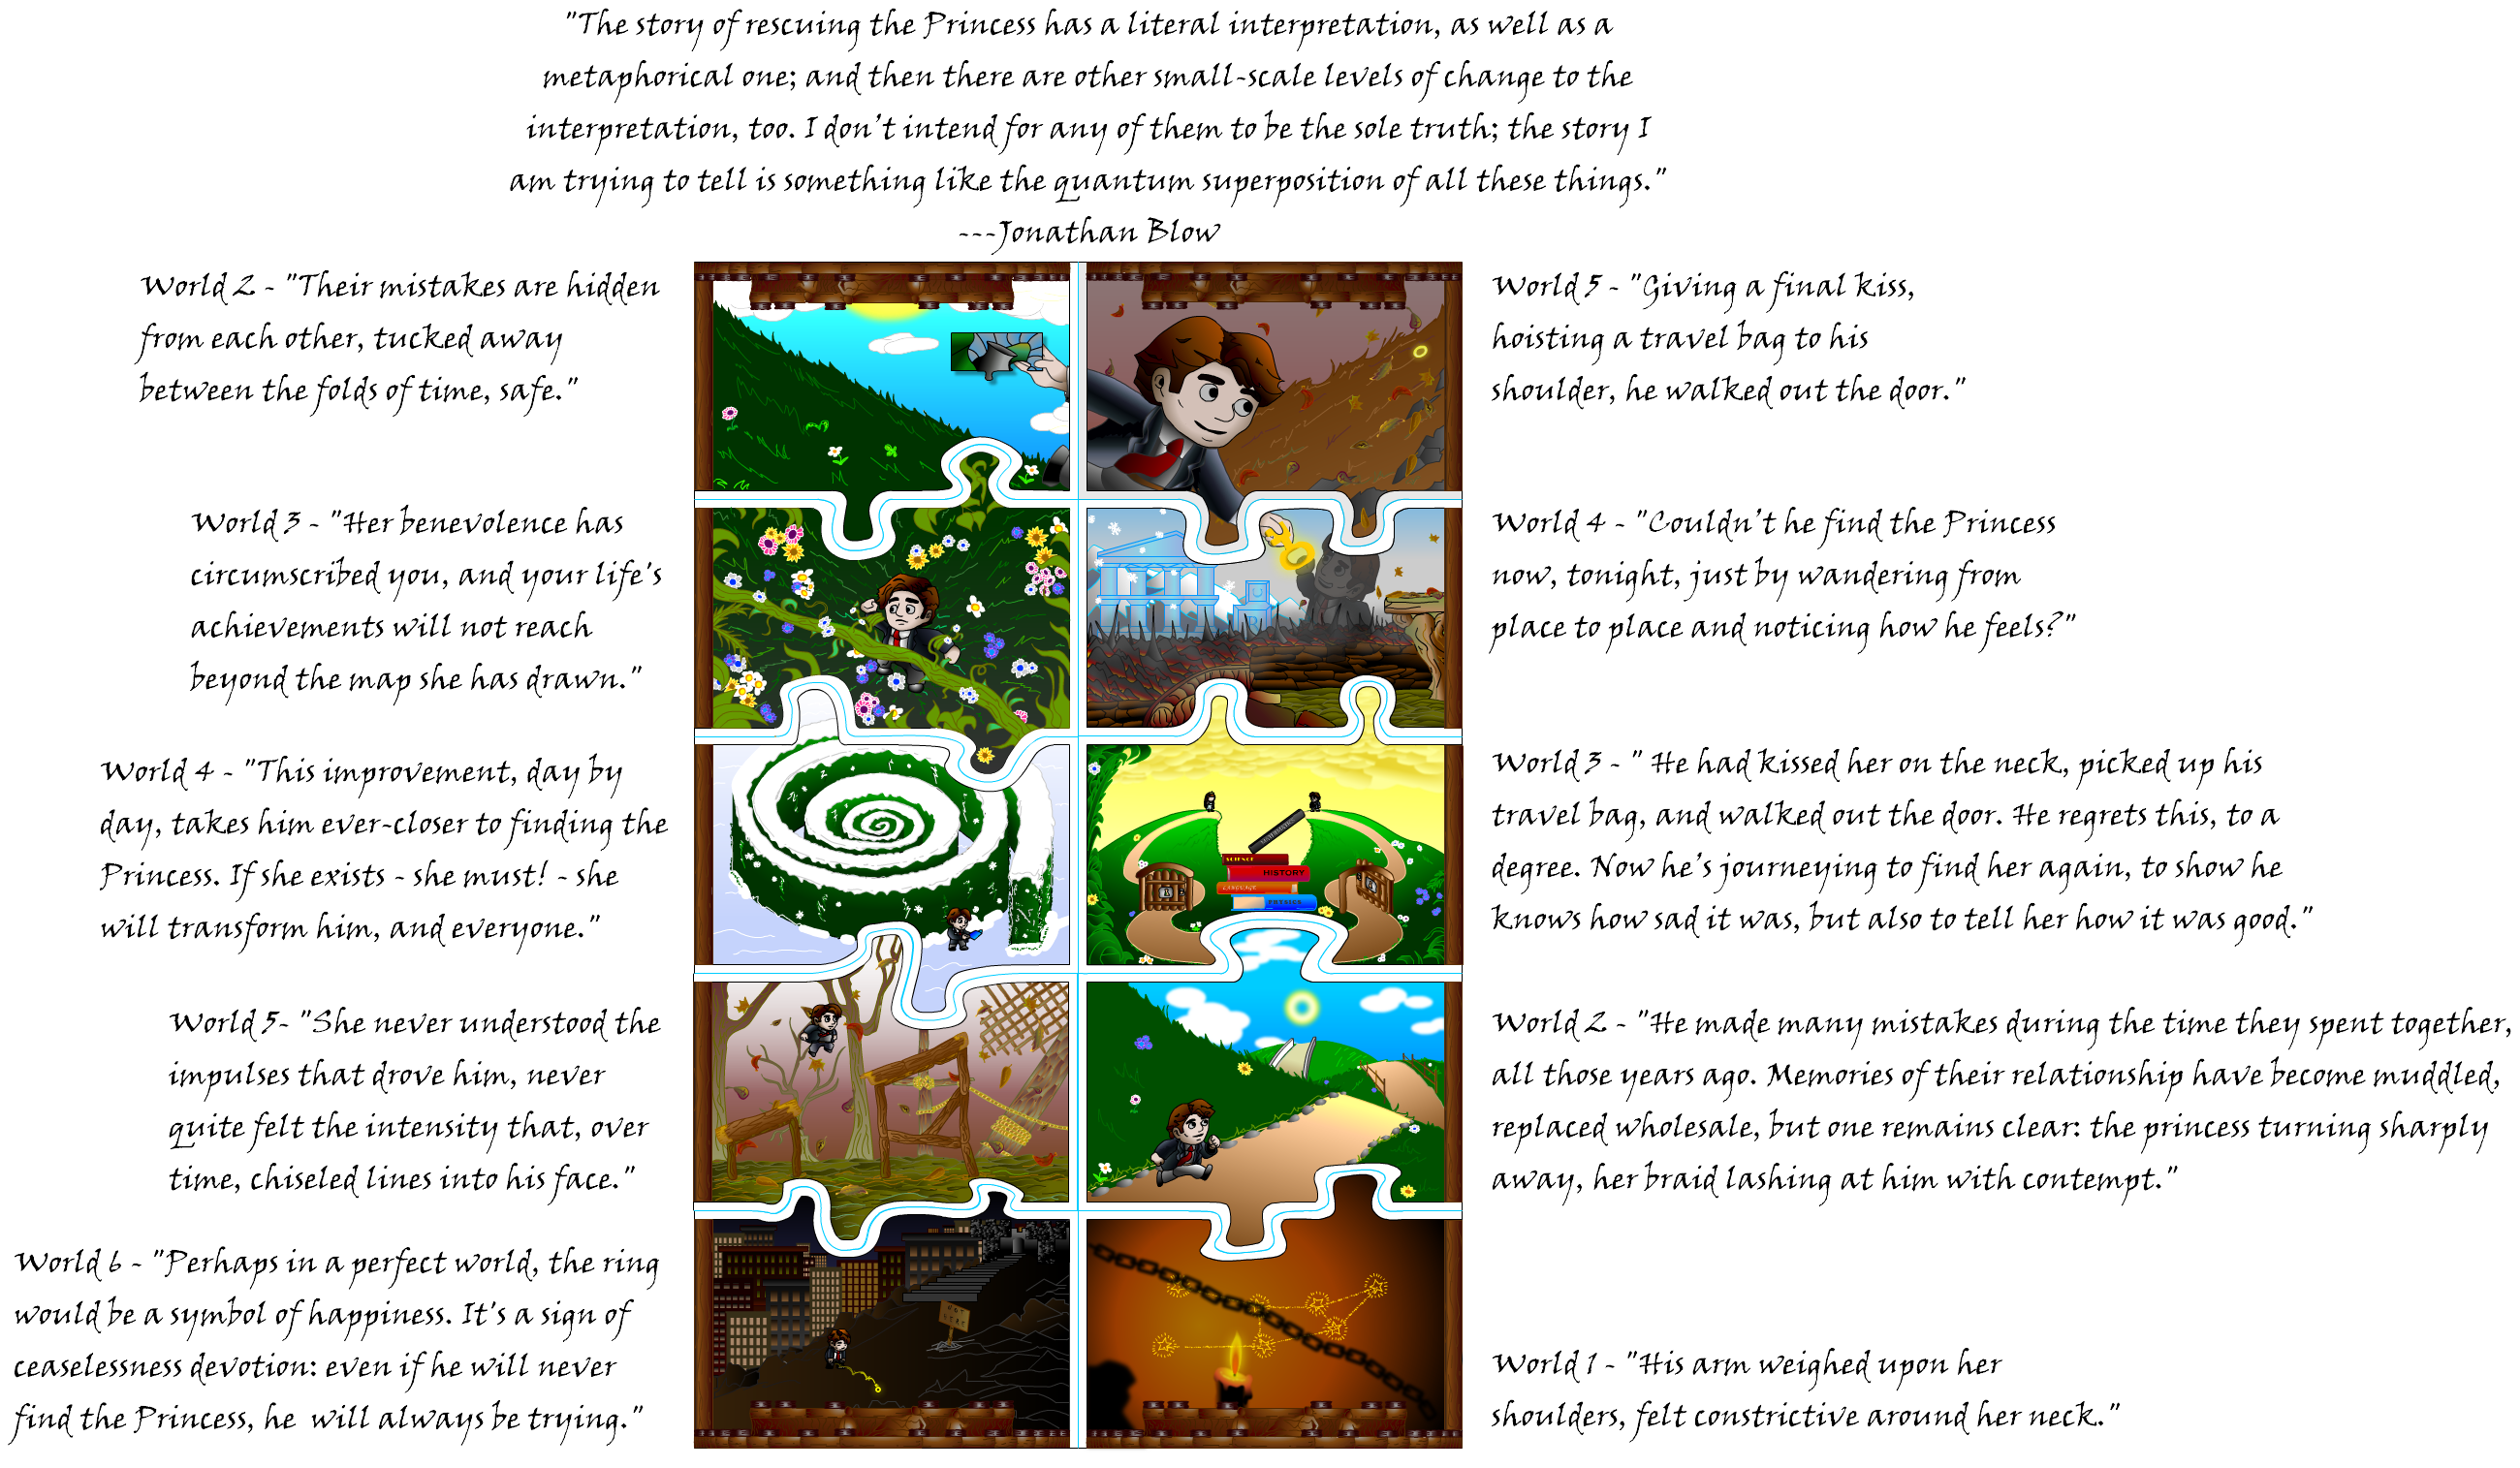 "The story of rescuing the Princess has a literal interpretation, as well as a
metaphorical one; and then there are other small-scale levels of change to the
interpretation, too. I don't intend for any of them to be the sole truth; the story I
am trying to tell is something like the quantum superposition of all these things."
---Jonathan Blow
World 2 - "Their mistakes are hidden
from each other, tucked away
between the folds of time, safe."
World 3 - "Her benevolence has
circumscribed you, and your life's
achievements will not reach
beyond the map she has drawn."
World 4 - "This improvement, day by
day, takes him ever-closer to finding the
Princess. If she exists - she must! - she
will transform him, and everyone."
World 5- "She never understood the
impulses that drove him, never
quite felt the intensity that, over
time, chiseled lines into his face."
World 6 - "Perhaps in a perfect world, the ring
would be a symbol of happiness. It's a sign of
ceaselessness devotion: even if he will never
find the Princess, he will always be trying."
World 5 - "Giving a final kiss,
hoisting a travel bag to his
shoulder, he walked out the door."
World 4 - "Couldn't he find the Princess
now, tonight, just by wandering from
place to place and noticing how he feels?"
World 3 - " He had kissed her on the neck, picked up his
travel bag, and walked out the door. He regrets this, to a
degree. Now he's journeying to find her again, to show he
knows how sad it was, but also to tell her how it was good."
SCIENCE
HISTORY
LANGUAGE
PHYSICS
World 2 - "He made many mistakes during the time they spent together,
all those years ago. Memories of their relationship have become muddled,
replaced wholesale, but one remains clear: the princess turning sharply
away, her braid lashing at him with contempt."
World 1 - "His arm weighed upon her
shoulders, felt constrictive around her neck."